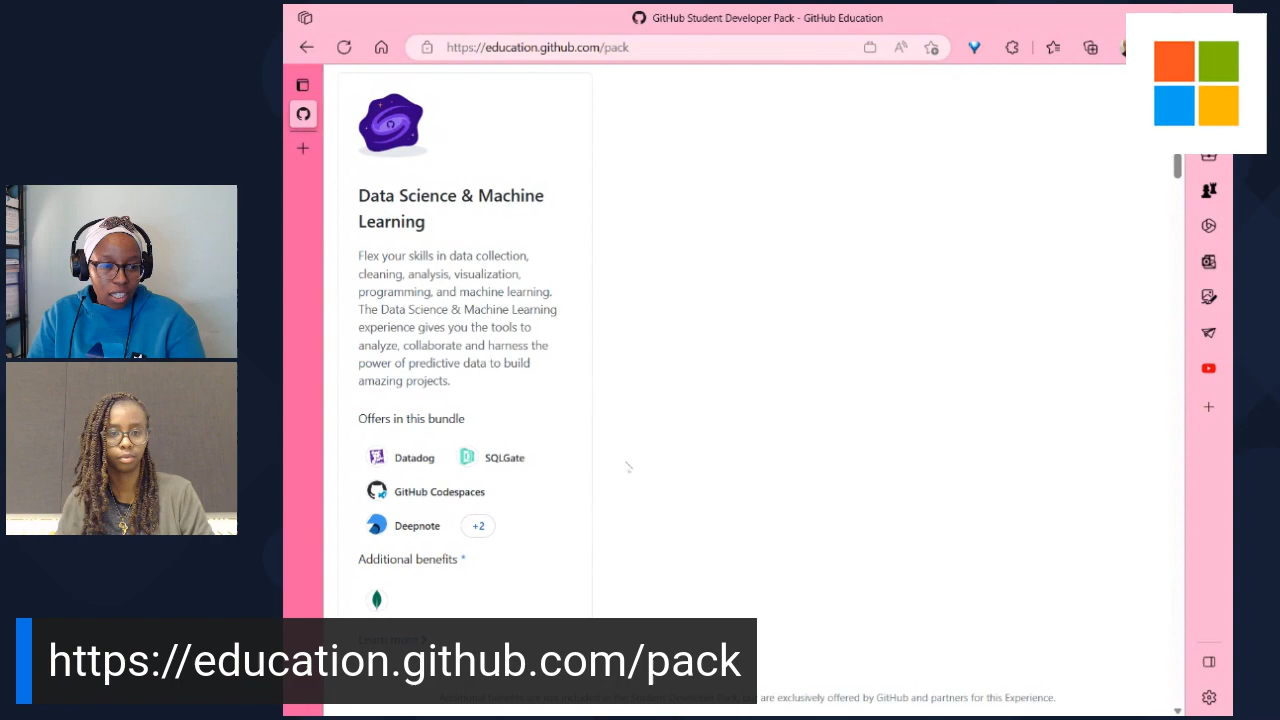 GitHub Student Developer Pack - GitHub Education
https://education.github.com/pack
Data Science & Machine
Learning
Flex your skills in data collection,
cleaning, analysis, visualization,
programming, and machine learning.
The Data Science & Machine Learning
experience gives you the tools to
analyze, collaborate and harness the
power of predictive data to build
amazing projects.
Offers in this bundle
Datadog
SQLGate
GitHub Codespaces
Deepnote
+2
Additional benefits *
Learn more >
https://education.github.com/pack
are exclusively offered by GitHub and partners for this Experience.